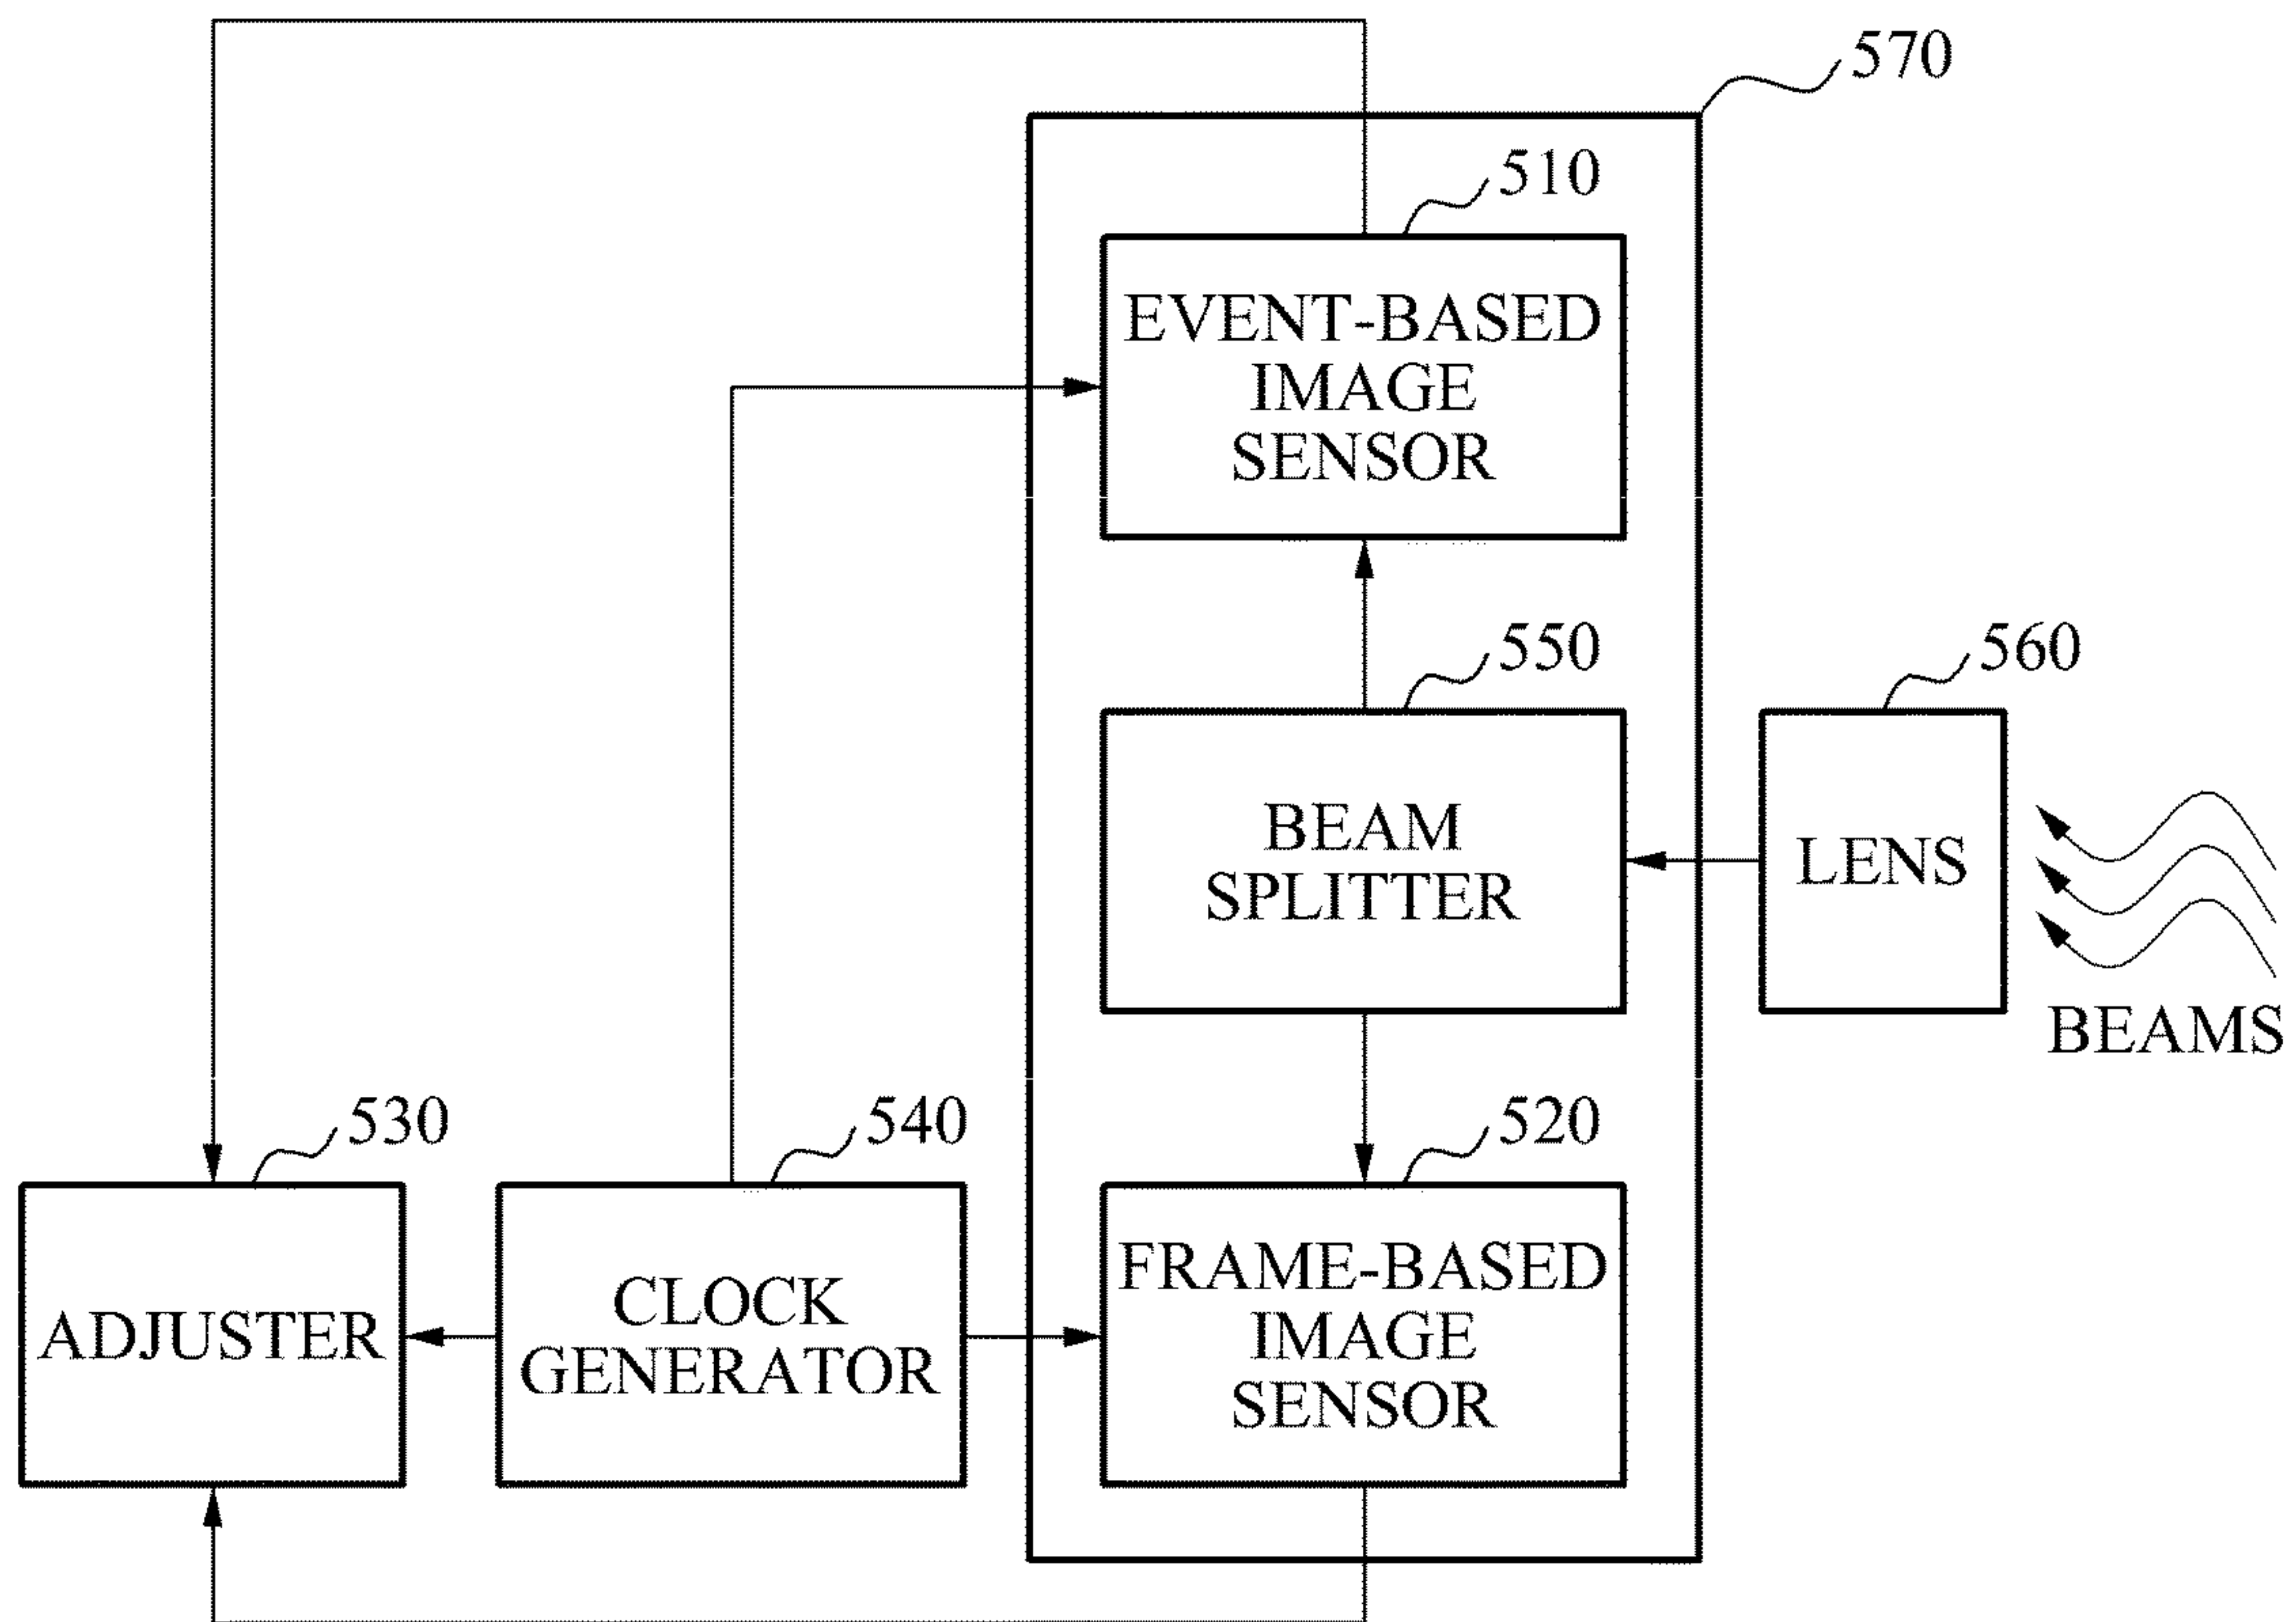 570
510
EVENT-BASED
IMAGE
SENSOR
550
560
BEAM
SPLITTER
LENS
BEAMS
530
540
520
ADJUSTER
CLOCK
GENERATOR
FRAME-BASED
IMAGE
SENSOR